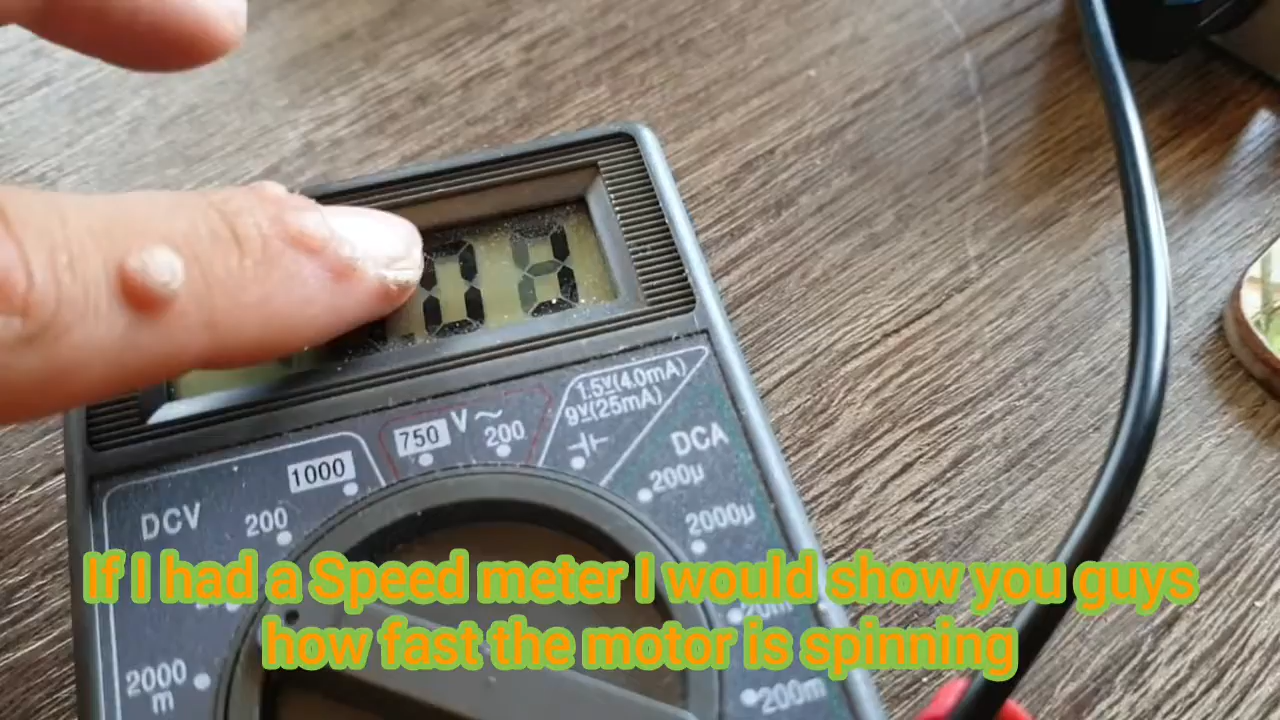 1.5V(4.0mA)
9V(25mA)
750
V~
200
1000
DCV
200
DCA
200µ
2000µ
20m
200m
2000
m
If I had a Speed meter I would show you guys
how fast the motor is spinning